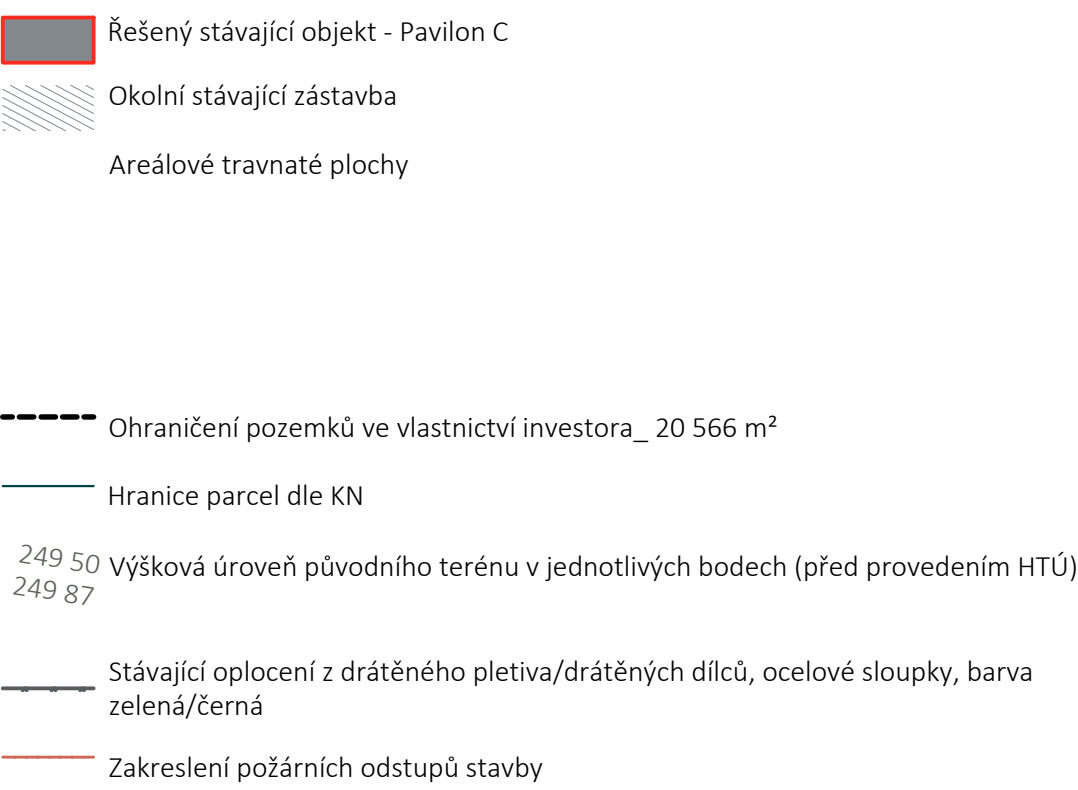 Řešený stávající objekt - Pavilon C
Okolní stávající zástavba
Areálové travnaté plochy
Ohraničení pozemků ve vlastnictví investora_ 20 566 m²
Hranice parcel dle KN
249 50
249 87
Výšková úroveň původního terénu v jednotlivých bodech (před provedením HTÚ)
Stávající oplocení z drátěného pletiva/drátěných dílců, ocelové sloupky, barva
zelená/černá
Zakreslení požárních odstupů stavby